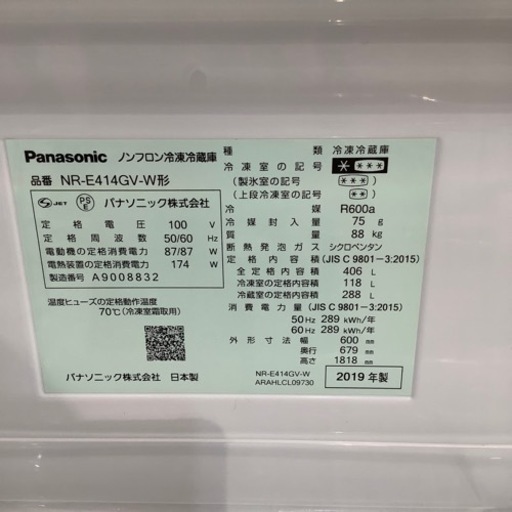 Panasonic ノンフロン冷凍冷蔵庫
品番 NR-E414GV-W形
JET PSE パナソニック株式会社
定格電圧 100 V
定格周波数 50/60 Hz
電動機の定格消費電力 87/87 W
電熱装置の定格消費電力 174 W
製造番号 A9008832
温度ヒューズの定格動作温度
70℃(冷凍室霜取用)
パナソニック株式会社 日本製
種類 冷凍冷蔵庫
冷凍室の記号 * ***
(製氷室の記号) ***
(上段冷凍室の記号) ***
冷媒 R600a
冷媒封入量 75 g
質量 88 kg
断熱発泡ガス シクロペンタン
定格内容積 (JIS C 9801-3:2015)
全定格内容積 406 L
冷凍室の定格内容積 118 L
冷蔵室の定格内容積 288 L
消費電力量 (JIS C 9801-3:2015)
50Hz 289 kWh/年
60Hz 289 kWh/年
外形寸法 幅 600 mm
奥行 679 mm
高さ 1818 mm
NR-E414GV-W
ARAHLCL09730
2019年製